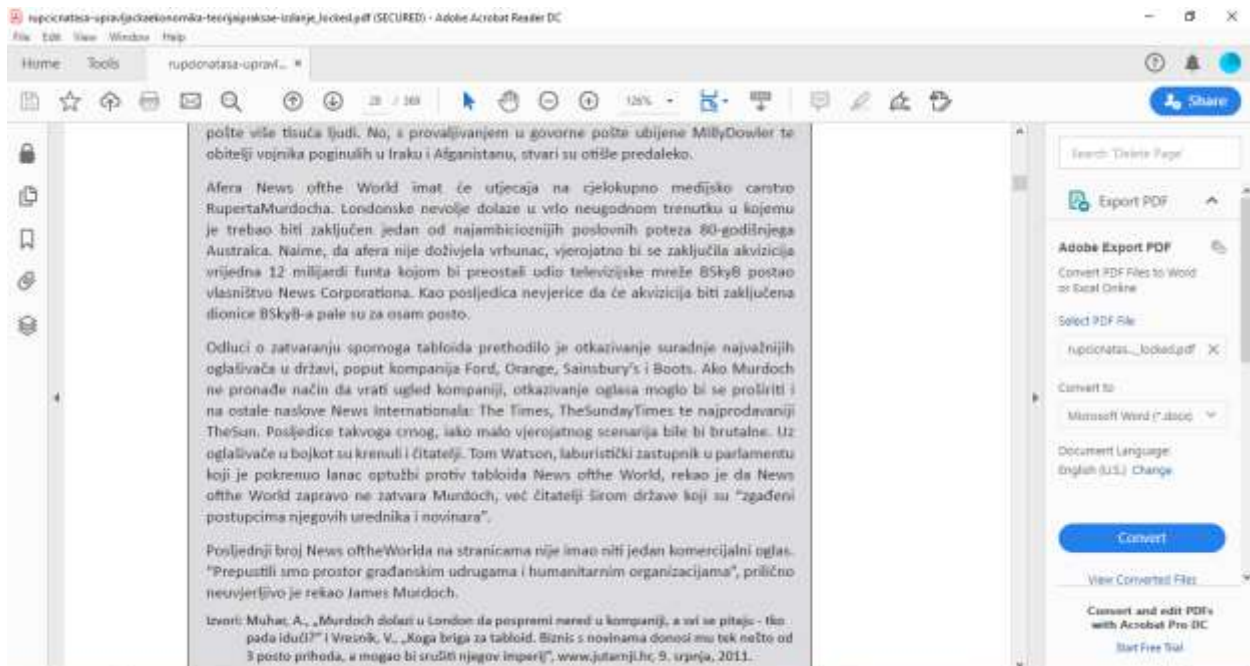 rupcicnatasa-upravljackaekonomika-teorijaipraksae-izdanje_locked.pdf (SECURED) - Adobe Acrobat Reader DC
File Edit View Window Help
Home Tools rupcicnatasa-upravl... ×
28 / 369 126% Share
pošte više tisuća ljudi. No, s provaljivanjem u govorne pošte ubijene MillyDowler te
obitelji vojnika poginulih u Iraku i Afganistanu, stvari su otišle predaleko.
Afera News ofthe World imat će utjecaja na cjelokupno medijsko carstvo
RupertaMurdocha. Londonske nevolje dolaze u vrlo neugodnom trenutku u kojemu
je trebao biti zaključen jedan od najambicioznijih poslovnih poteza 80-godišnjega
Australca. Naime, da afera nije doživjela vrhunac, vjerojatno bi se zaključila akvizicija
vrijedna 12 milijardi funta kojom bi preostali udio televizijske mreže BSkyB postao
vlasništvo News Corporationa. Kao posljedica nevjerice da će akvizicija biti zaključena
dionice BSkyB-a pale su za osam posto.
Odluci o zatvaranju spornoga tabloida prethodilo je otkazivanje suradnje najvažnijih
oglašivača u državi, poput kompanija Ford, Orange, Sainsbury's i Boots. Ako Murdoch
ne pronađe način da vrati ugled kompaniji, otkazivanje oglasa moglo bi se proširiti i
na ostale naslove News Internationala: The Times, TheSundayTimes te najprodavaniji
TheSun. Posljedice takvoga crnog, iako malo vjerojatnog scenarija bile bi brutalne. Uz
oglašivače u bojkot su krenuli i čitatelji. Tom Watson, laburistički zastupnik u parlamentu
koji je pokrenuo lanac optužbi protiv tabloida News ofthe World, rekao je da News
ofthe World zapravo ne zatvara Murdoch, već čitatelji širom države koji su "zgađeni
postupcima njegovih urednika i novinara".
Posljednji broj News oftheWorlda na stranicama nije imao niti jedan komercijalni oglas.
"Prepustili smo prostor građanskim udrugama i humanitarnim organizacijama", prilično
neuvjerljivo je rekao James Murdoch.
Izvori: Muhar, A., „Murdoch dolazi u London da pospremi nered u kompaniji, a svi se pitaju - tko
pada idući?" i Vresnik, V., „Koga briga za tabloid. Biznis s novinama donosi mu tek nešto od
3 posto prihoda, a mogao bi srušiti njegov imperij", www.jutarnji.hr, 9. srpnja, 2011.
Search 'Delete Page'
Export PDF
Adobe Export PDF
Convert PDF Files to Word
or Excel Online
Select PDF File
rupcicnatas..._locked.pdf ×
Convert to
Microsoft Word (*.docx)
Document Language:
English (U.S.) Change
Convert
View Converted Files
Convert and edit PDFs
with Acrobat Pro DC
Start Free Trial